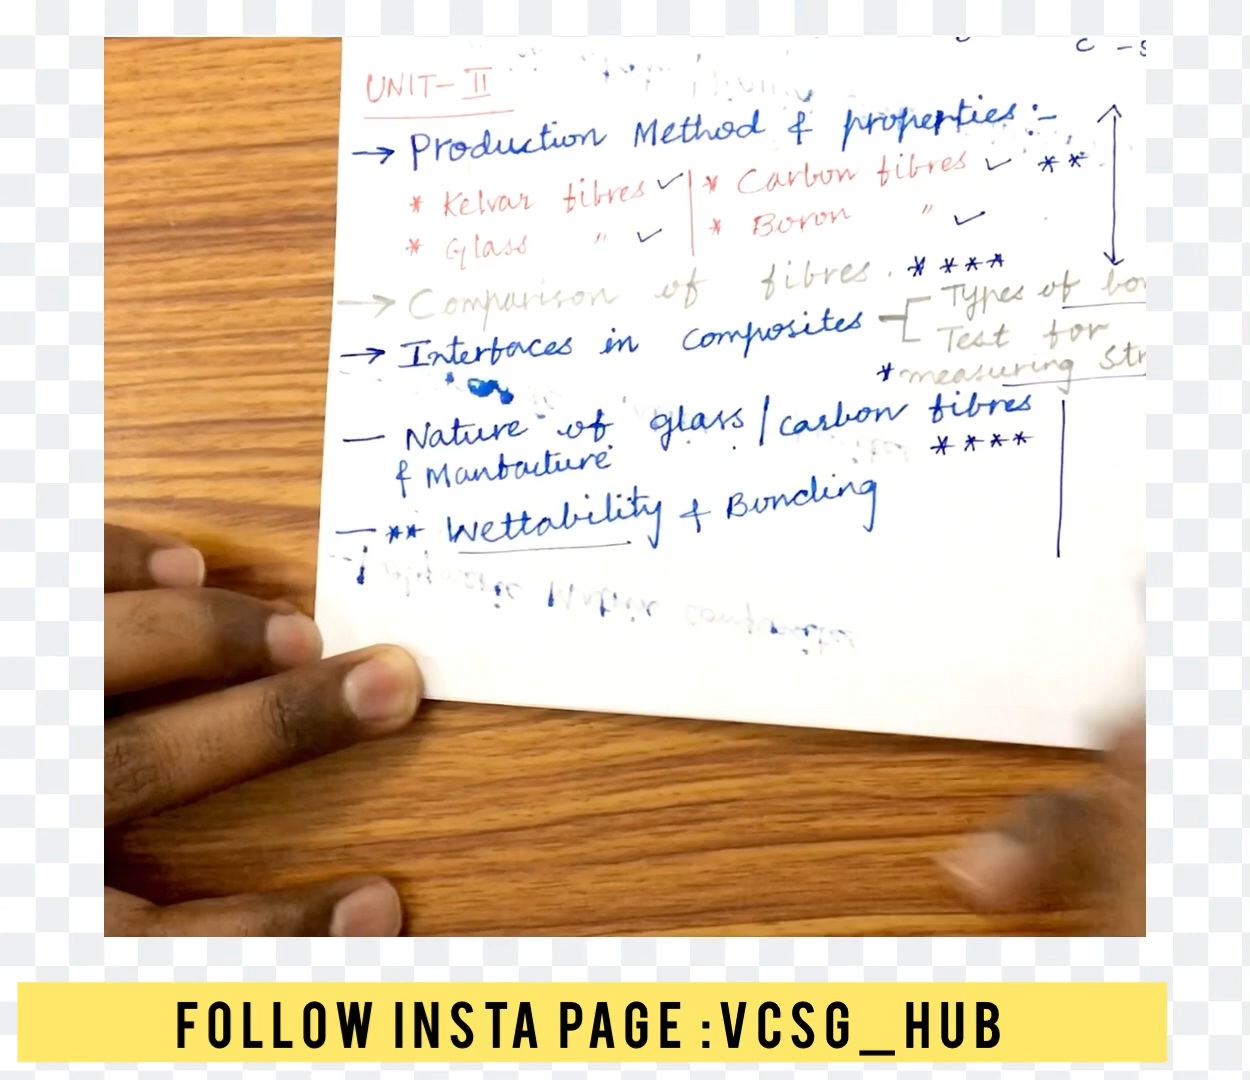 UNIT-II
→ Production Method & properties :-
* Kelvar fibres ✓ | * Carbon fibres ✓ **
* Glass " ✓ | * Boron " ✓
→ Comparison of fibres. ****
→ Interfaces in composites
Types of
Test for
* measuring
— Nature of glass/carbon fibres
& Manfacture ****
— ** Wettability & Bonding
FOLLOW INSTA PAGE :VCSG_HUB